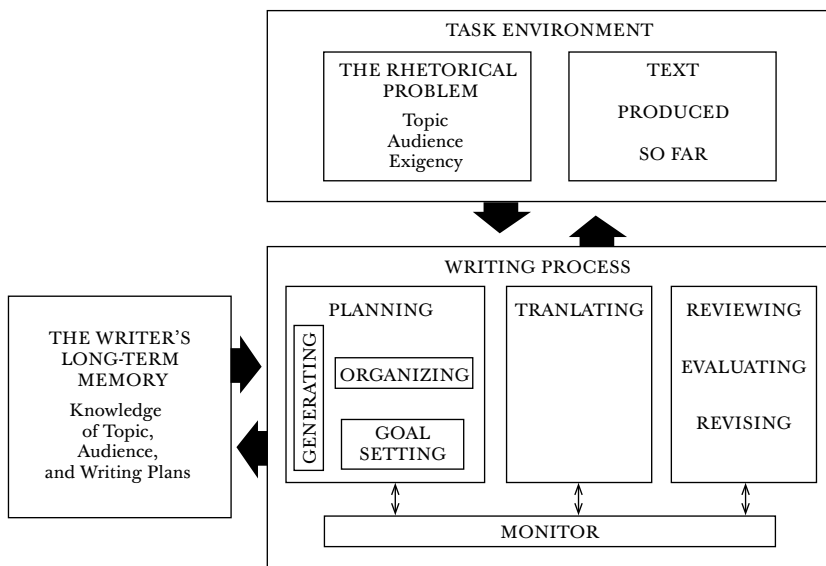 TASK ENVIRONMENT
THE RHETORICAL
PROBLEM
Topic
Audience
Exigency
TEXT
PRODUCED
SO FAR
WRITING PROCESS
PLANNING
GENERATING
ORGANIZING
GOAL
SETTING
TRANLATING
REVIEWING
EVALUATING
REVISING
MONITOR
THE WRITER’S
LONG-TERM
MEMORY
Knowledge
of Topic,
Audience,
and Writing Plans